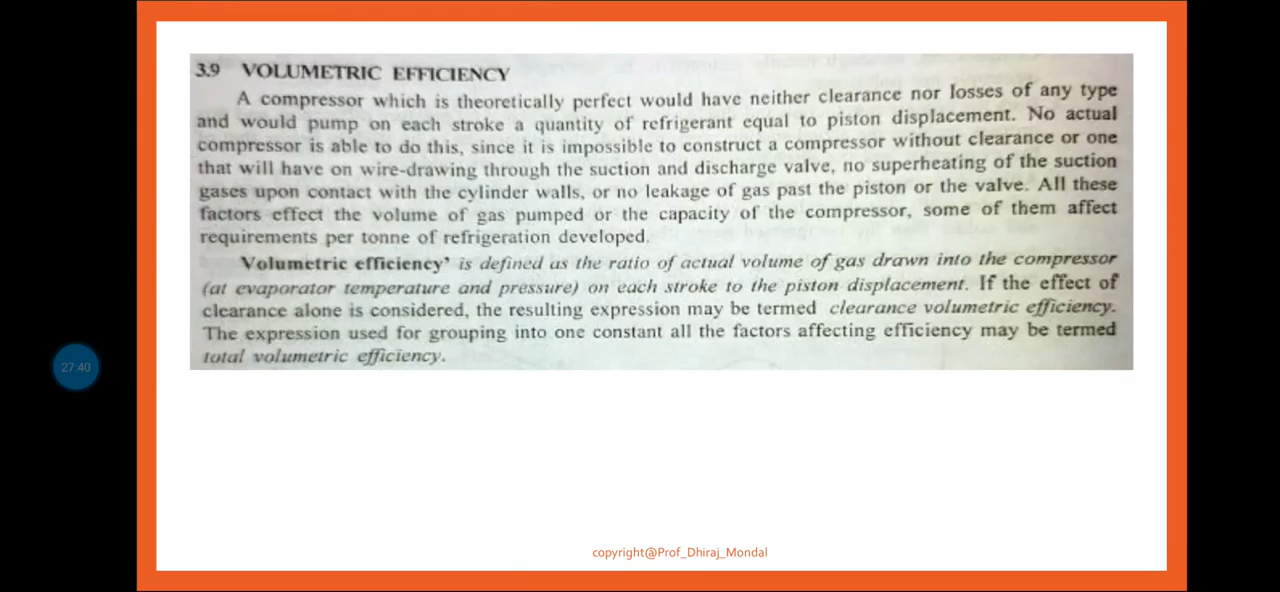 3.9 VOLUMETRIC EFFICIENCY
A compressor which is theoretically perfect would have neither clearance nor losses of any type
and would pump on each stroke a quantity of refrigerant equal to piston displacement. No actual
compressor is able to do this, since it is impossible to construct a compressor without clearance or one
that will have on wire-drawing through the suction and discharge valve, no superheating of the suction
gases upon contact with the cylinder walls, or no leakage of gas past the piston or the valve. All these
factors effect the volume of gas pumped or the capacity of the compressor, some of them affect
requirements per tonne of refrigeration developed.
Volumetric efficiency' is defined as the ratio of actual volume of gas drawn into the compressor
(at evaporator temperature and pressure) on each stroke to the piston displacement. If the effect of
clearance alone is considered, the resulting expression may be termed clearance volumetric efficiency.
The expression used for grouping into one constant all the factors affecting efficiency may be termed
total volumetric efficiency.
27:40
copyright@Prof_Dhiraj_Mondal